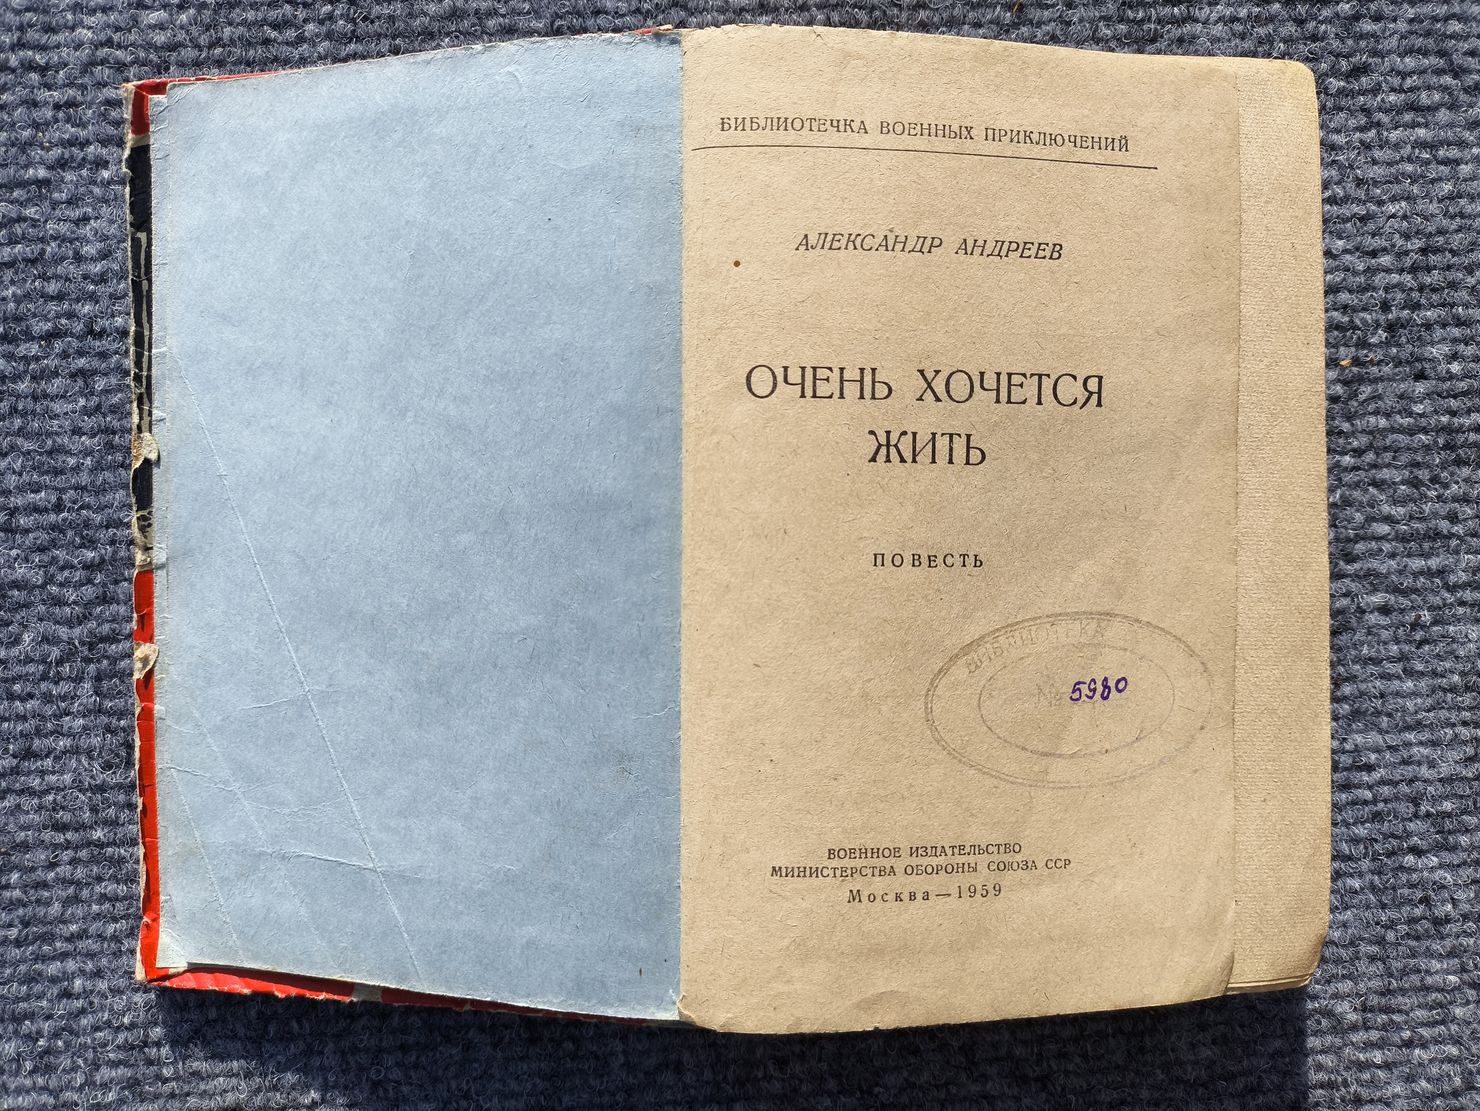 БИБЛИОТЕЧКА ВОЕННЫХ ПРИКЛЮЧЕНИЙ
АЛЕКСАНДР АНДРЕЕВ
ОЧЕНЬ ХОЧЕТСЯ
ЖИТЬ
ПОВЕСТЬ
БИБЛИОТЕКА
№ 5980
ВОЕННОЕ ИЗДАТЕЛЬСТВО
МИНИСТЕРСТВА ОБОРОНЫ СОЮЗА ССР
Москва — 1959